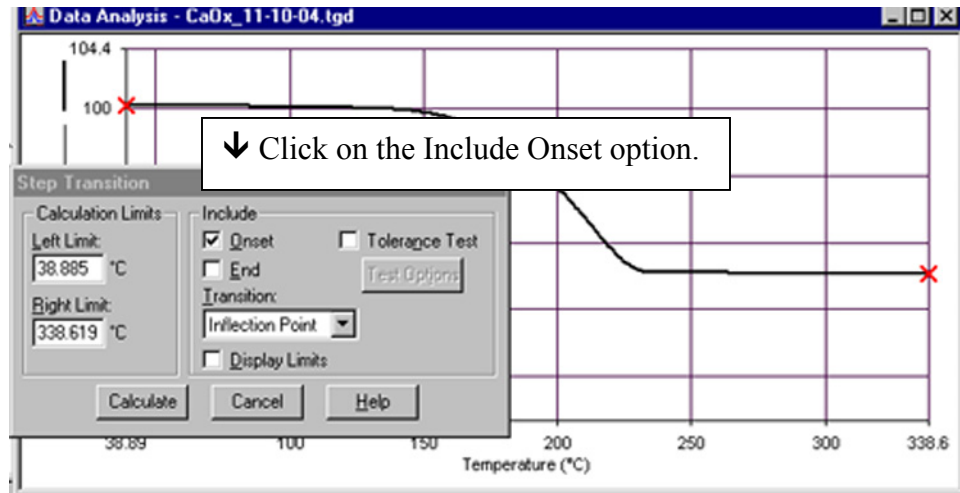 Data Analysis - CaOx_11-10-04.tgd
104.4
100
↓ Click on the Include Onset option.
Step Transition
Calculation Limits
Left Limit:
38.885 °C
Right Limit:
338.619 °C
Include
Onset
Tolerance Test
End
Test Options
Transition:
Inflection Point
Display Limits
Calculate Cancel Help
38.89 100 150 200 250 300 338.6
Temperature (°C)